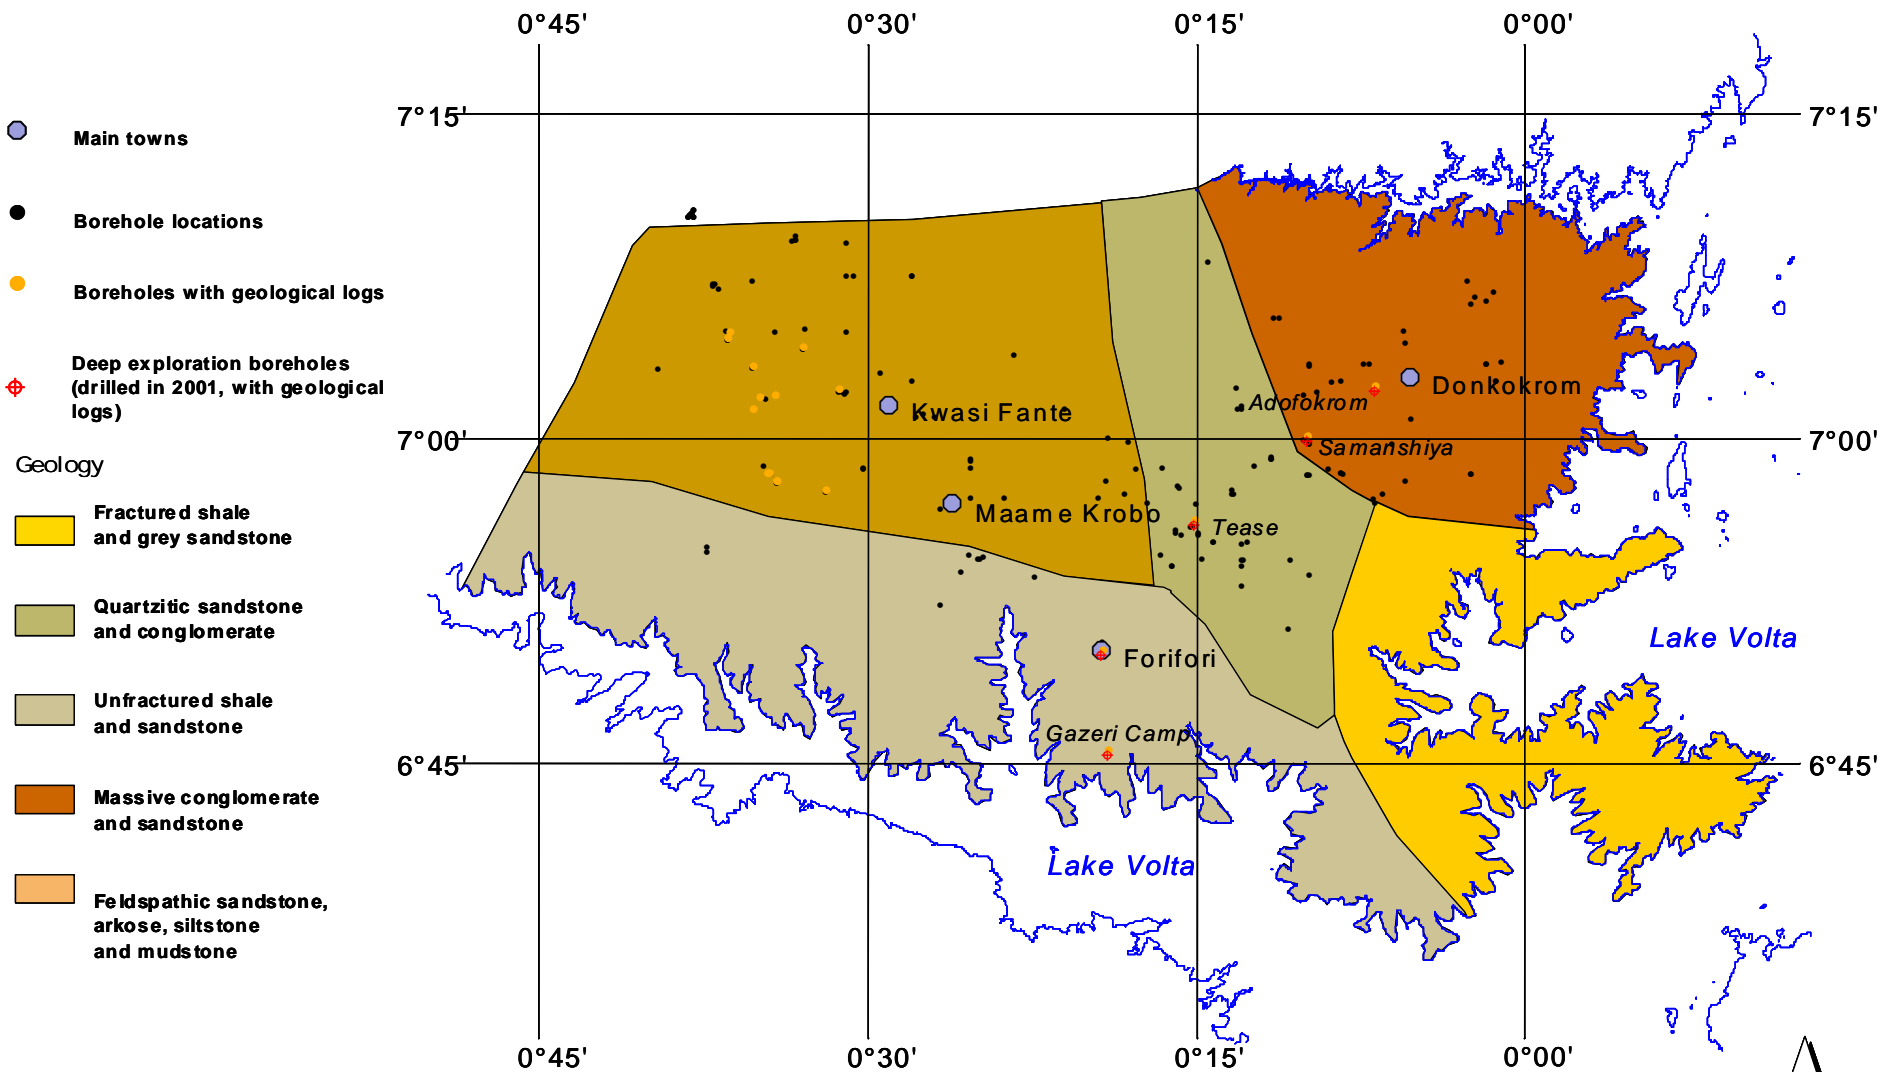 0°45' 0°30' 0°15' 0°00'
7°15' 7°15'
Main towns
Borehole locations
Boreholes with geological logs
Deep exploration boreholes
(drilled in 2001, with geological
logs)
Donkokrom
Adofokrom
Kwasi Fante
7°00' 7°00'
Samanshiya
Geology
Fractured shale
and grey sandstone
Maame Krobo
Tease
Quartzitic sandstone
and conglomerate
Lake Volta
Forifori
Unfractured shale
and sandstone
Gazeri Camp
6°45' 6°45'
Massive conglomerate
and sandstone
Lake Volta
Feldspathic sandstone,
arkose, siltstone
and mudstone
0°45' 0°30' 0°15' 0°00'